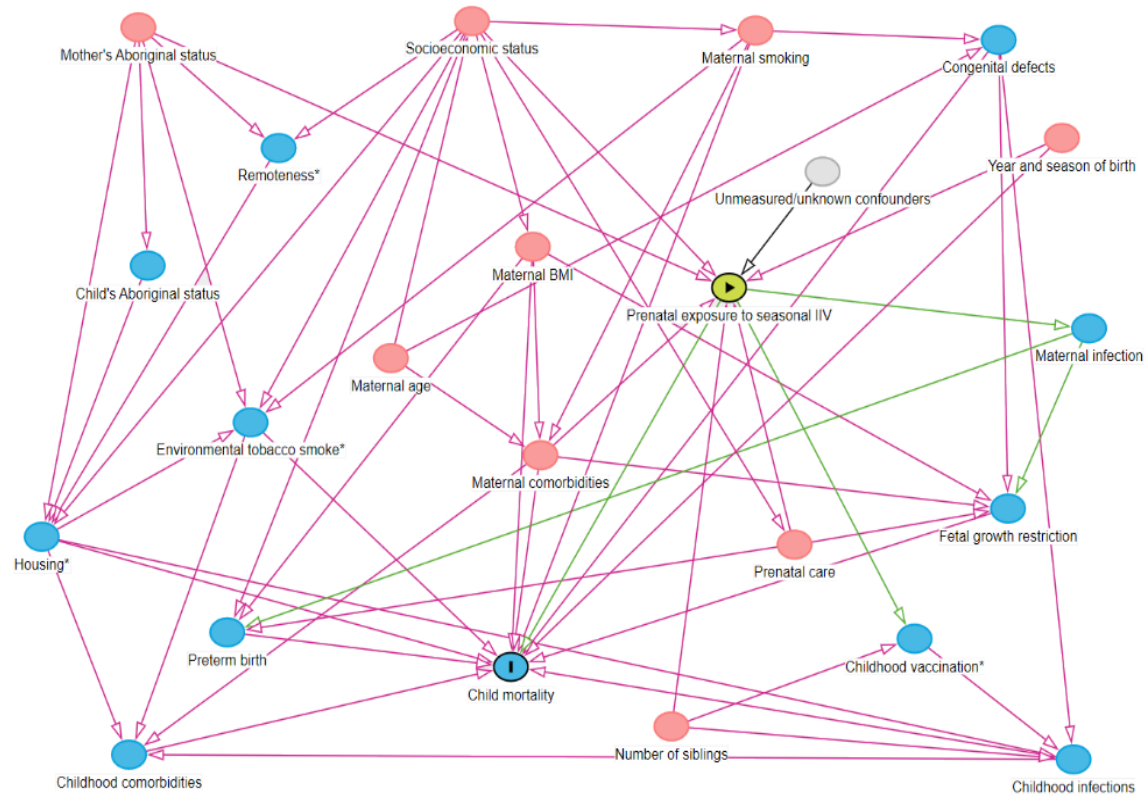 Mother's Aboriginal status
Socioeconomic status
Maternal smoking
Congenital defects
Remoteness*
Year and season of birth
Unmeasured/unknown confounders
Child's Aboriginal status
Maternal BMI
Prenatal exposure to seasonal IIV
Maternal infection
Maternal age
Environmental tobacco smoke*
Maternal comorbidities
Fetal growth restriction
Housing*
Prenatal care
Preterm birth
Childhood vaccination*
Child mortality
Number of siblings
Childhood comorbidities
Childhood infections